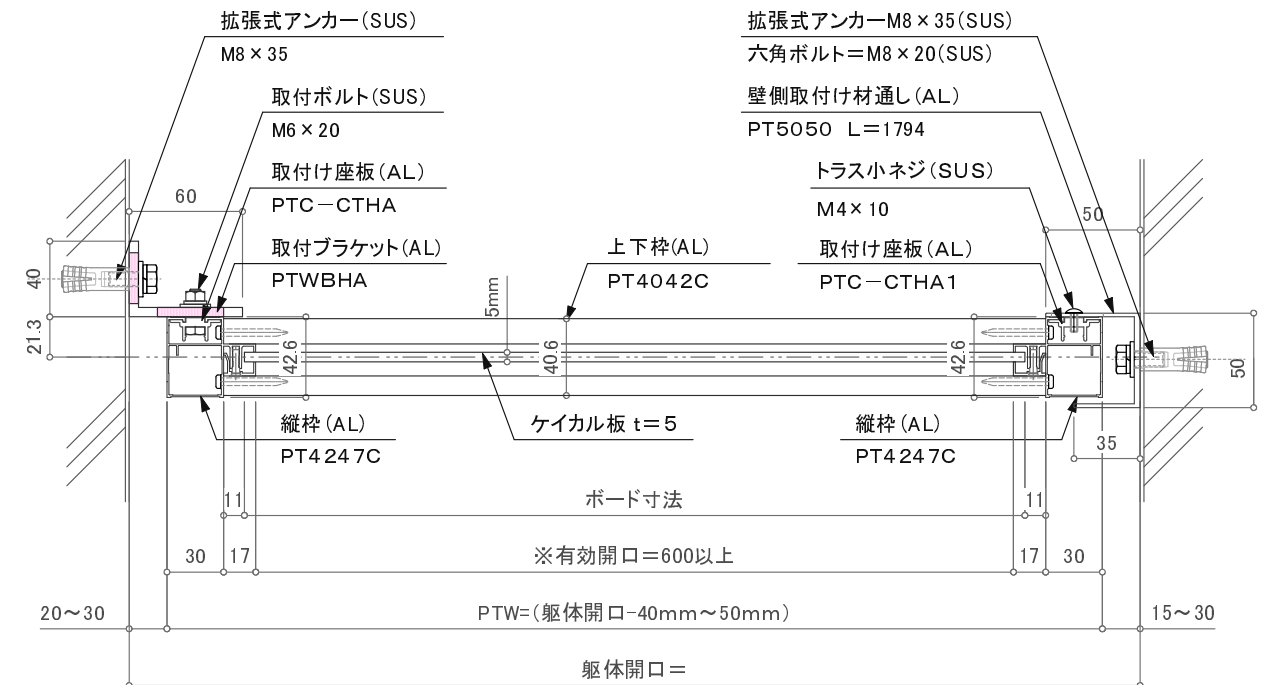 拡張式アンカー(SUS)
M8×35
取付ボルト(SUS)
M6×20
取付け座板(AL)
PTC-CTHA
取付ブラケット(AL)
PTWBHA
拡張式アンカーM8×35(SUS)
六角ボルト=M8×20(SUS)
壁側取付け材通し(AL)
PT5050 L=1794
トラス小ネジ(SUS)
M4×10
取付け座板(AL)
PTC-CTHA1
上下枠(AL)
PT4042C
60
50
40
21.3
5mm
42.6
40.6
42.6
50
35
縦枠(AL)
PT4247C
ケイカル板 t=5
縦枠(AL)
PT4247C
11
ボード寸法
11
30
17
※有効開口=600以上
17
30
20~30
PTW=(躯体開口-40mm~50mm)
15~30
躯体開口=